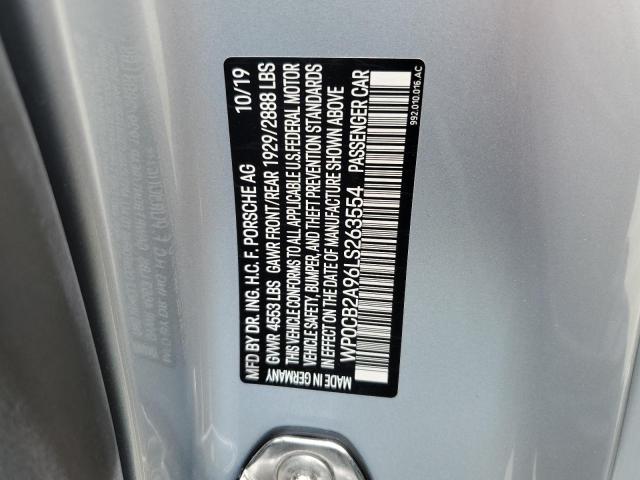 MFD BY DR. ING. H.C. F. PORSCHE AG 10/19
GVWR 4553 LBS GAWR FRONT/REAR 1929/2888 LBS
THIS VEHICLE CONFORMS TO ALL APPLICABLE U.S.FEDERAL MOTOR
VEHICLE SAFETY, BUMPER, AND THEFT PREVENTION STANDARDS
IN EFFECT ON THE DATE OF MANUFACTURE SHOWN ABOVE
WP0CB2A96LS263554 PASSENGER CAR
MADE IN GERMANY 992.010.016.AC